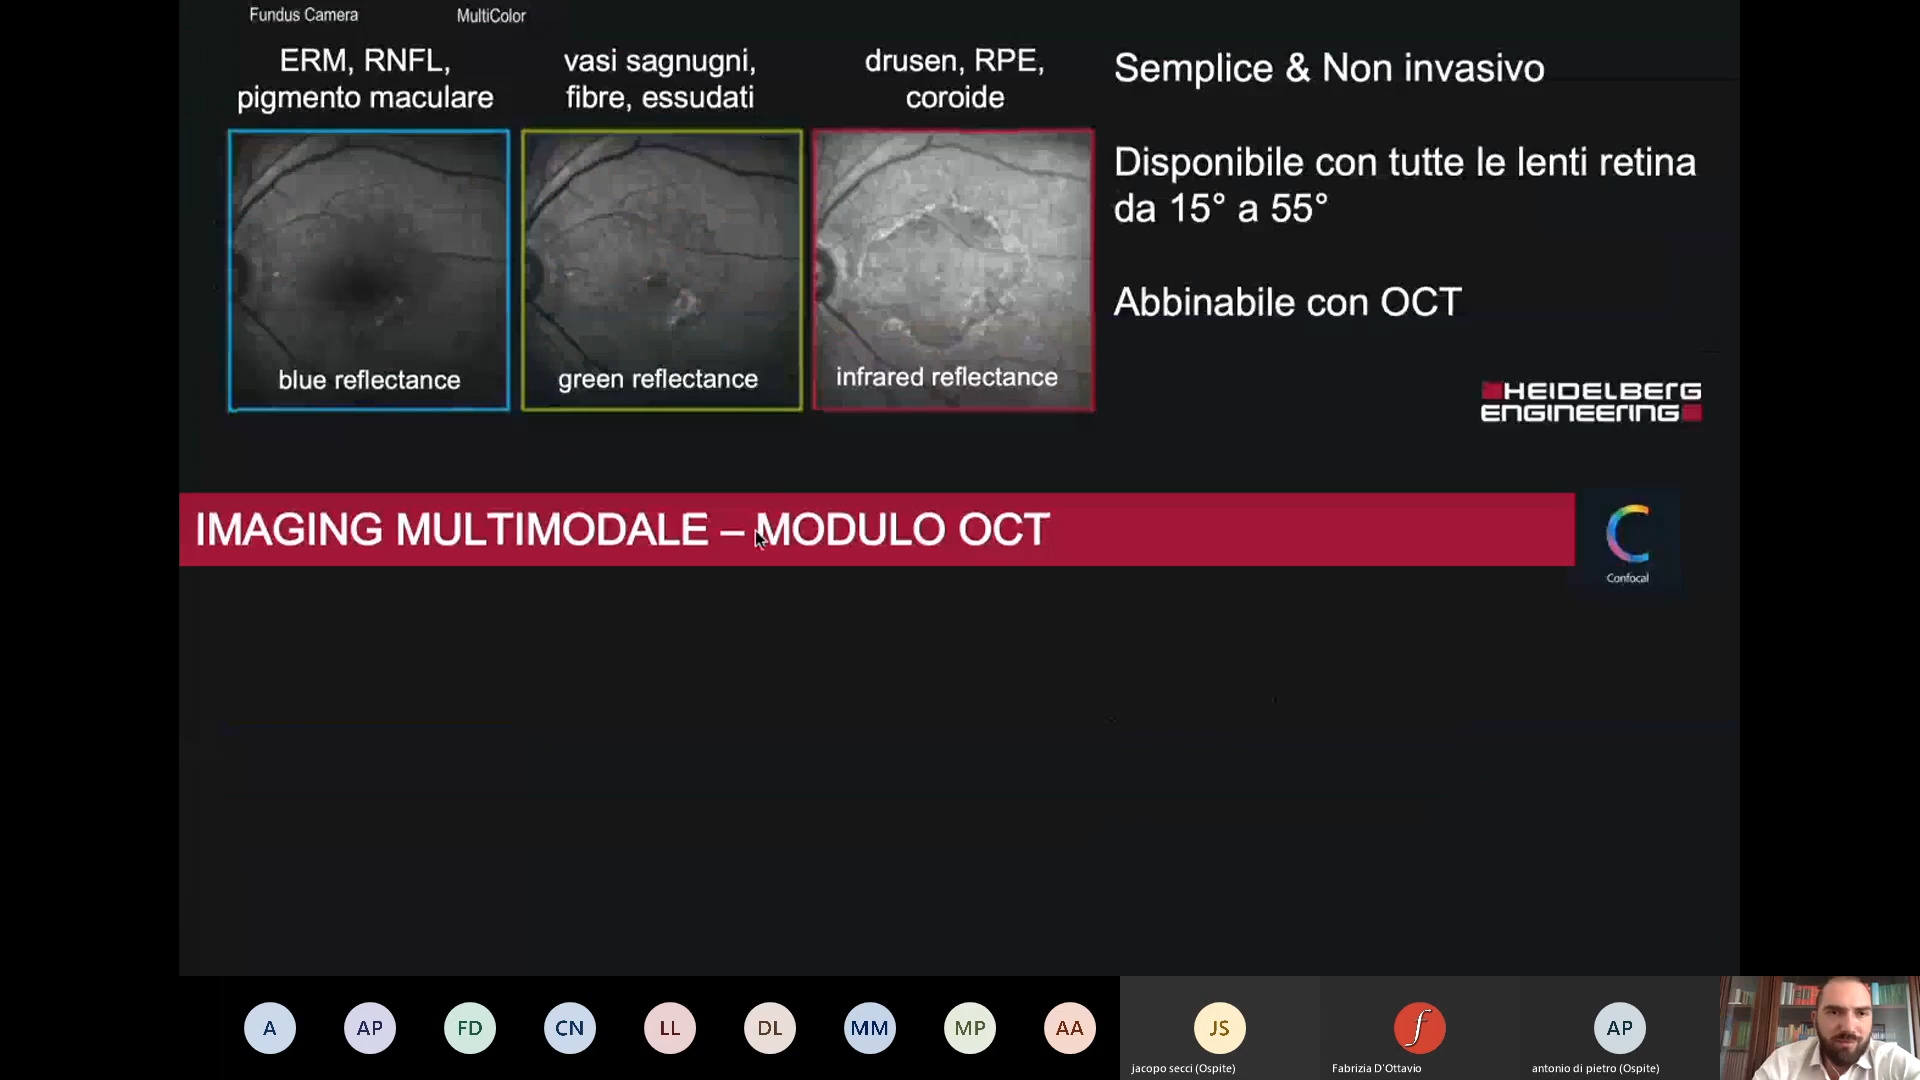 Fundus Camera
MultiColor
ERM, RNFL,
pigmento maculare
vasi sagnugni,
fibre, essudati
drusen, RPE,
coroide
blue reflectance
green reflectance
infrared reflectance
Semplice & Non invasivo
Disponibile con tutte le lenti retina
da 15° a 55°
Abbinabile con OCT
HEIDELBERG
ENGINEERING
IMAGING MULTIMODALE – MODULO OCT
Confocal
A
AP
FD
CN
LL
DL
MM
MP
AA
JS
jacopo secci (Ospite)
f
Fabrizia D'Ottavio
AP
antonio di pietro (Ospite)